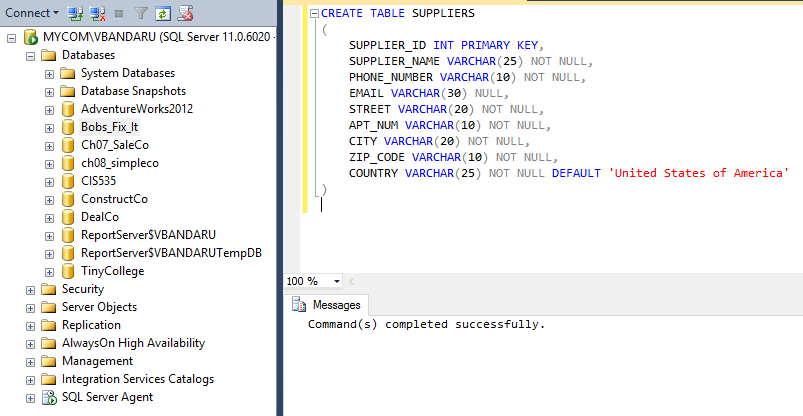 Connect
MYCOM\VBANDARU (SQL Server 11.0.6020 -
Databases
System Databases
Database Snapshots
AdventureWorks2012
Bobs_Fix_It
Ch07_SaleCo
ch08_simpleco
CIS535
ConstructCo
DealCo
ReportServer$VBANDARU
ReportServer$VBANDARUTempDB
TinyCollege
Security
Server Objects
Replication
AlwaysOn High Availability
Management
Integration Services Catalogs
SQL Server Agent
CREATE TABLE SUPPLIERS
(
SUPPLIER_ID INT PRIMARY KEY,
SUPPLIER_NAME VARCHAR(25) NOT NULL,
PHONE_NUMBER VARCHAR(10) NOT NULL,
EMAIL VARCHAR(30) NULL,
STREET VARCHAR(20) NOT NULL,
APT_NUM VARCHAR(10) NOT NULL,
CITY VARCHAR(20) NOT NULL,
ZIP_CODE VARCHAR(10) NOT NULL,
COUNTRY VARCHAR(25) NOT NULL DEFAULT 'United States of America'
)
100 %
Messages
Command(s) completed successfully.